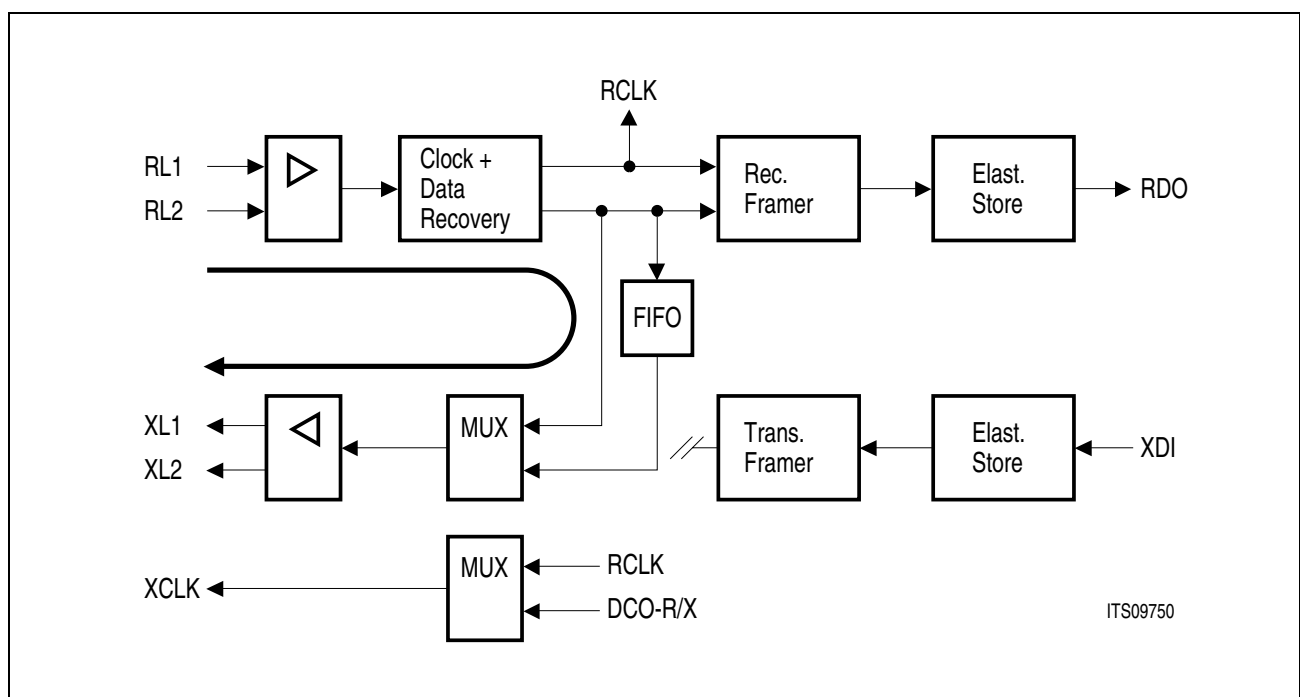 RCLK
RL1
RL2
Clock +
Data
Recovery
Rec.
Framer
Elast.
Store
RDO
FIFO
XL1
XL2
MUX
Trans.
Framer
Elast.
Store
XDI
XCLK
MUX
RCLK
DCO-R/X
ITS09750